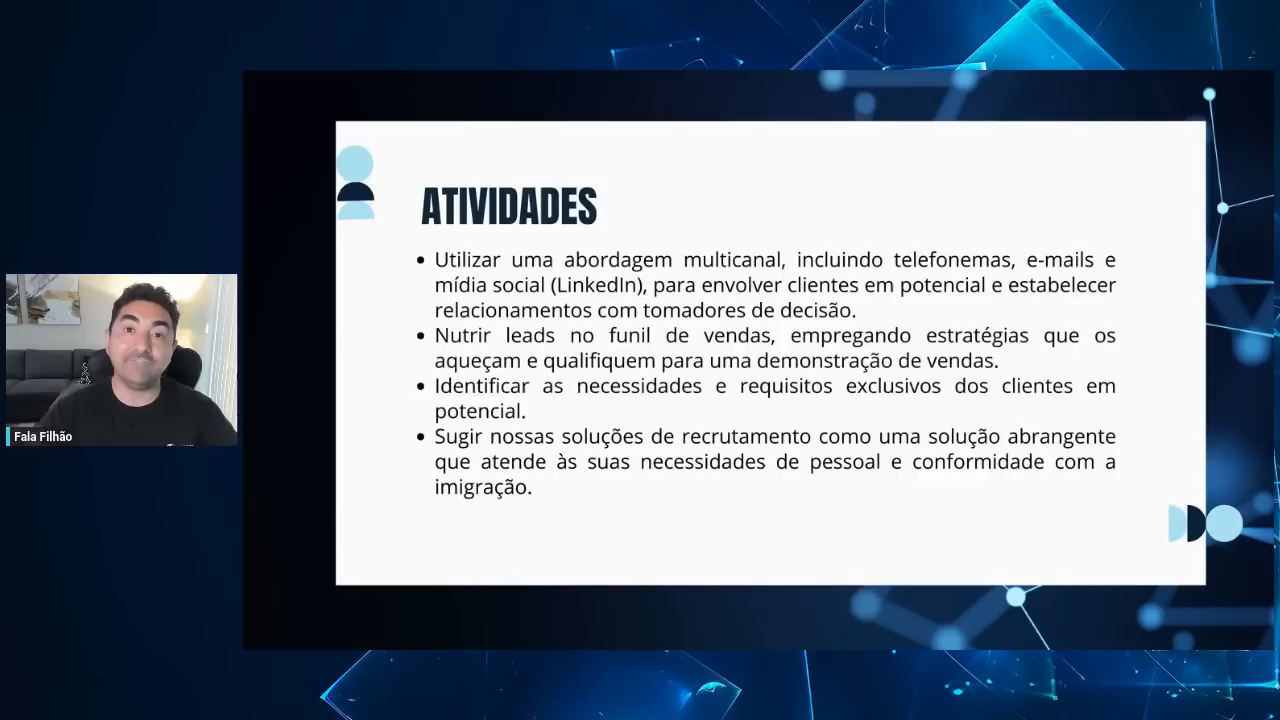 ATIVIDADES
• Utilizar uma abordagem multicanal, incluindo telefonemas, e-mails e
mídia social (LinkedIn), para envolver clientes em potencial e estabelecer
relacionamentos com tomadores de decisão.
• Nutrir leads no funil de vendas, empregando estratégias que os
aqueçam e qualifiquem para uma demonstração de vendas.
• Identificar as necessidades e requisitos exclusivos dos clientes em
potencial.
• Sugir nossas soluções de recrutamento como uma solução abrangente
que atende às suas necessidades de pessoal e conformidade com a
imigração.
Fala Filhão